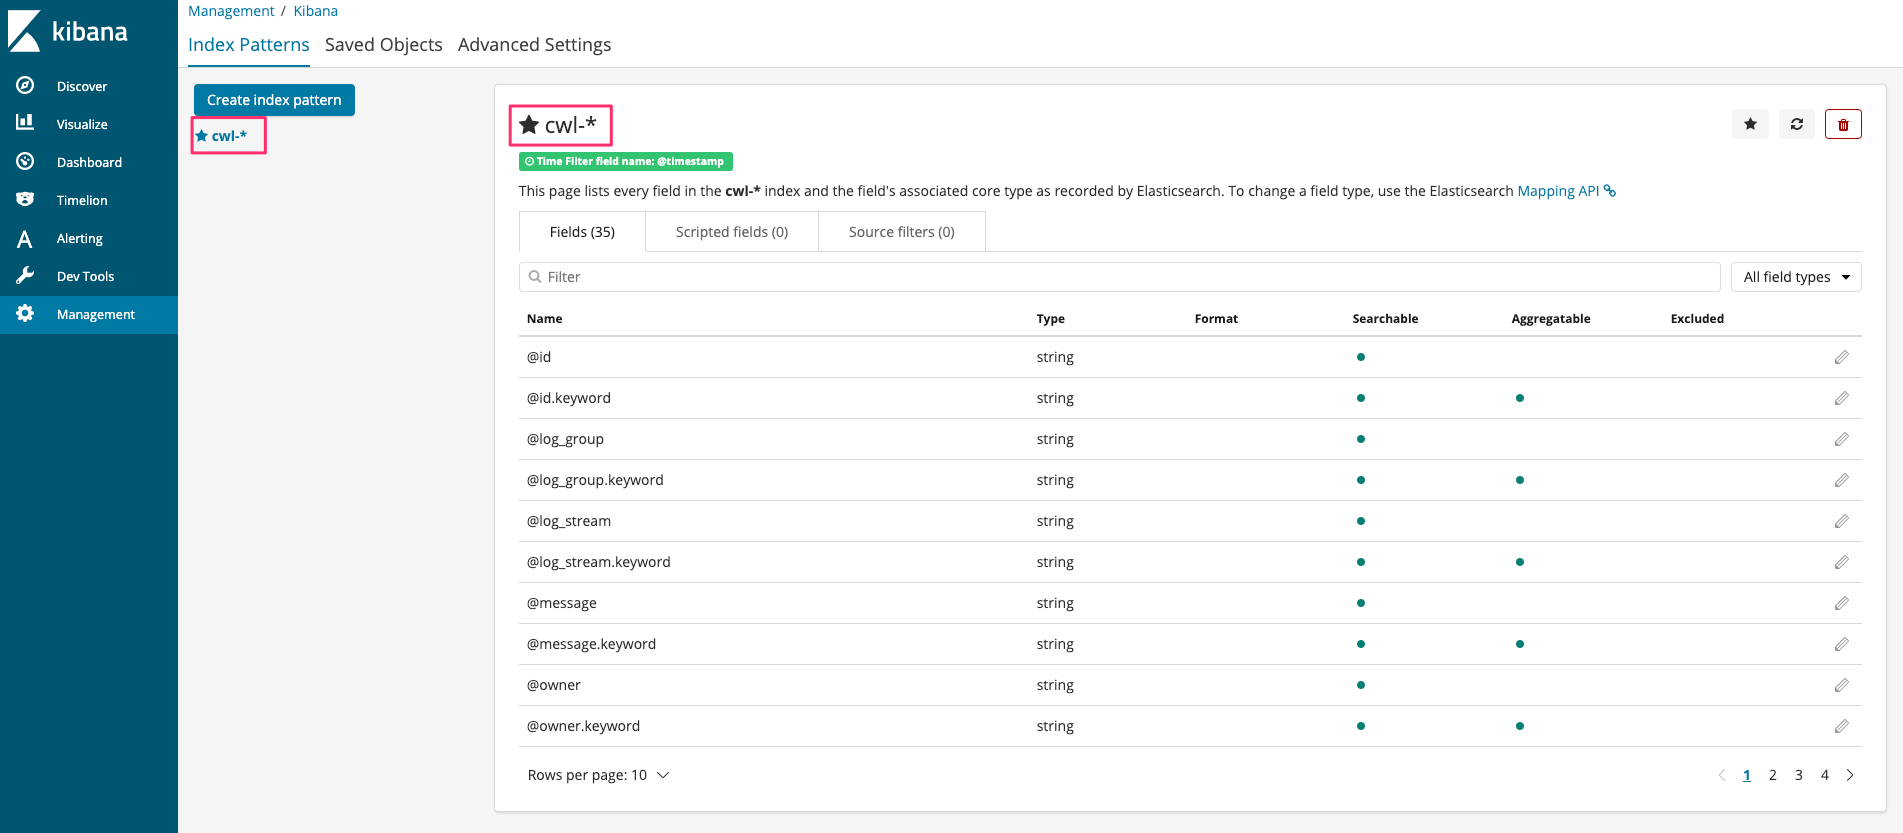 kibana
Discover
Visualize
Dashboard
Timelion
Alerting
Dev Tools
Management
Management / Kibana
Index Patterns Saved Objects Advanced Settings
Create index pattern
★ cwl-*
★ cwl-*
Time Filter field name: @timestamp
This page lists every field in the cwl-* index and the field's associated core type as recorded by Elasticsearch. To change a field type, use the Elasticsearch Mapping API
Fields (35) Scripted fields (0) Source filters (0)
Filter All field types
Name Type Format Searchable Aggregatable Excluded
@id string
@id.keyword string
@log_group string
@log_group.keyword string
@log_stream string
@log_stream.keyword string
@message string
@message.keyword string
@owner string
@owner.keyword string
Rows per page: 10 1 2 3 4